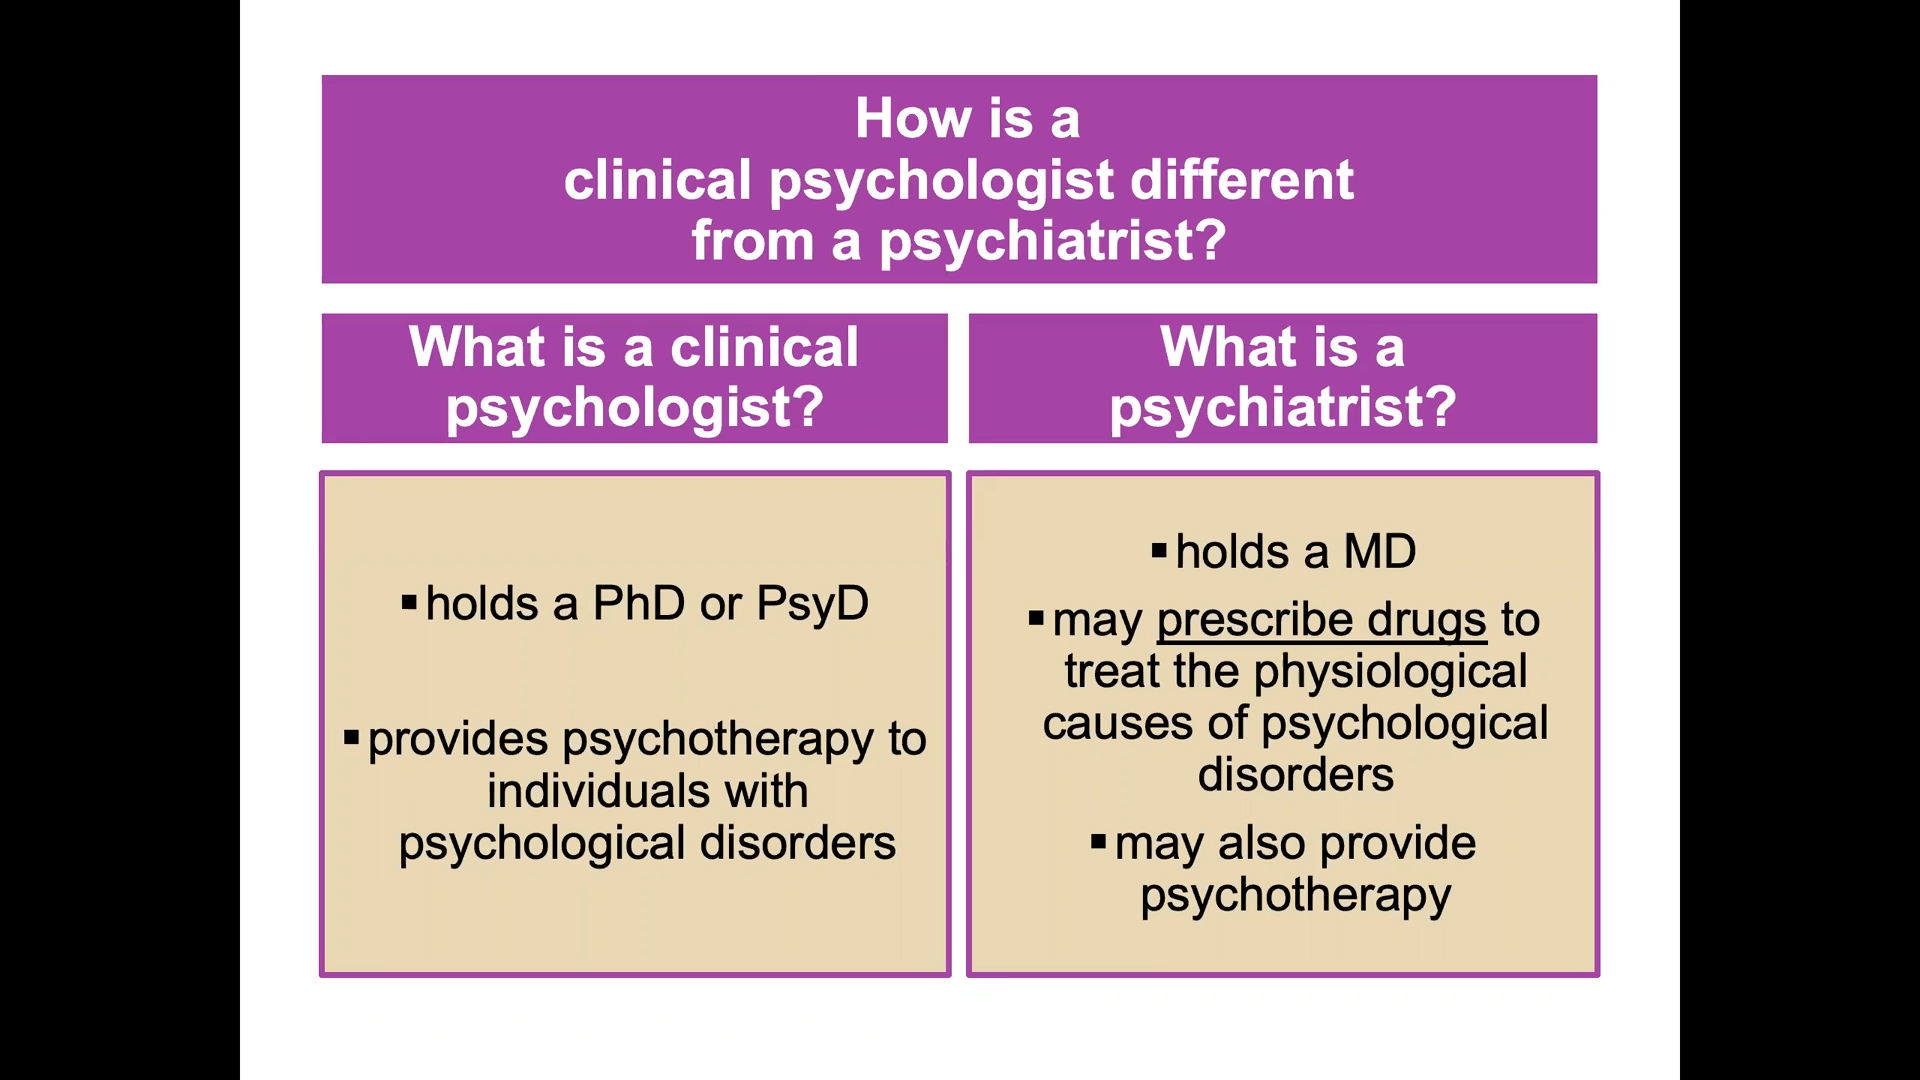 How is a
clinical psychologist different
from a psychiatrist?
What is a clinical
psychologist?
▪holds a PhD or PsyD
▪provides psychotherapy to
individuals with
psychological disorders
What is a
psychiatrist?
▪holds a MD
▪may prescribe drugs to
treat the physiological
causes of psychological
disorders
▪may also provide
psychotherapy